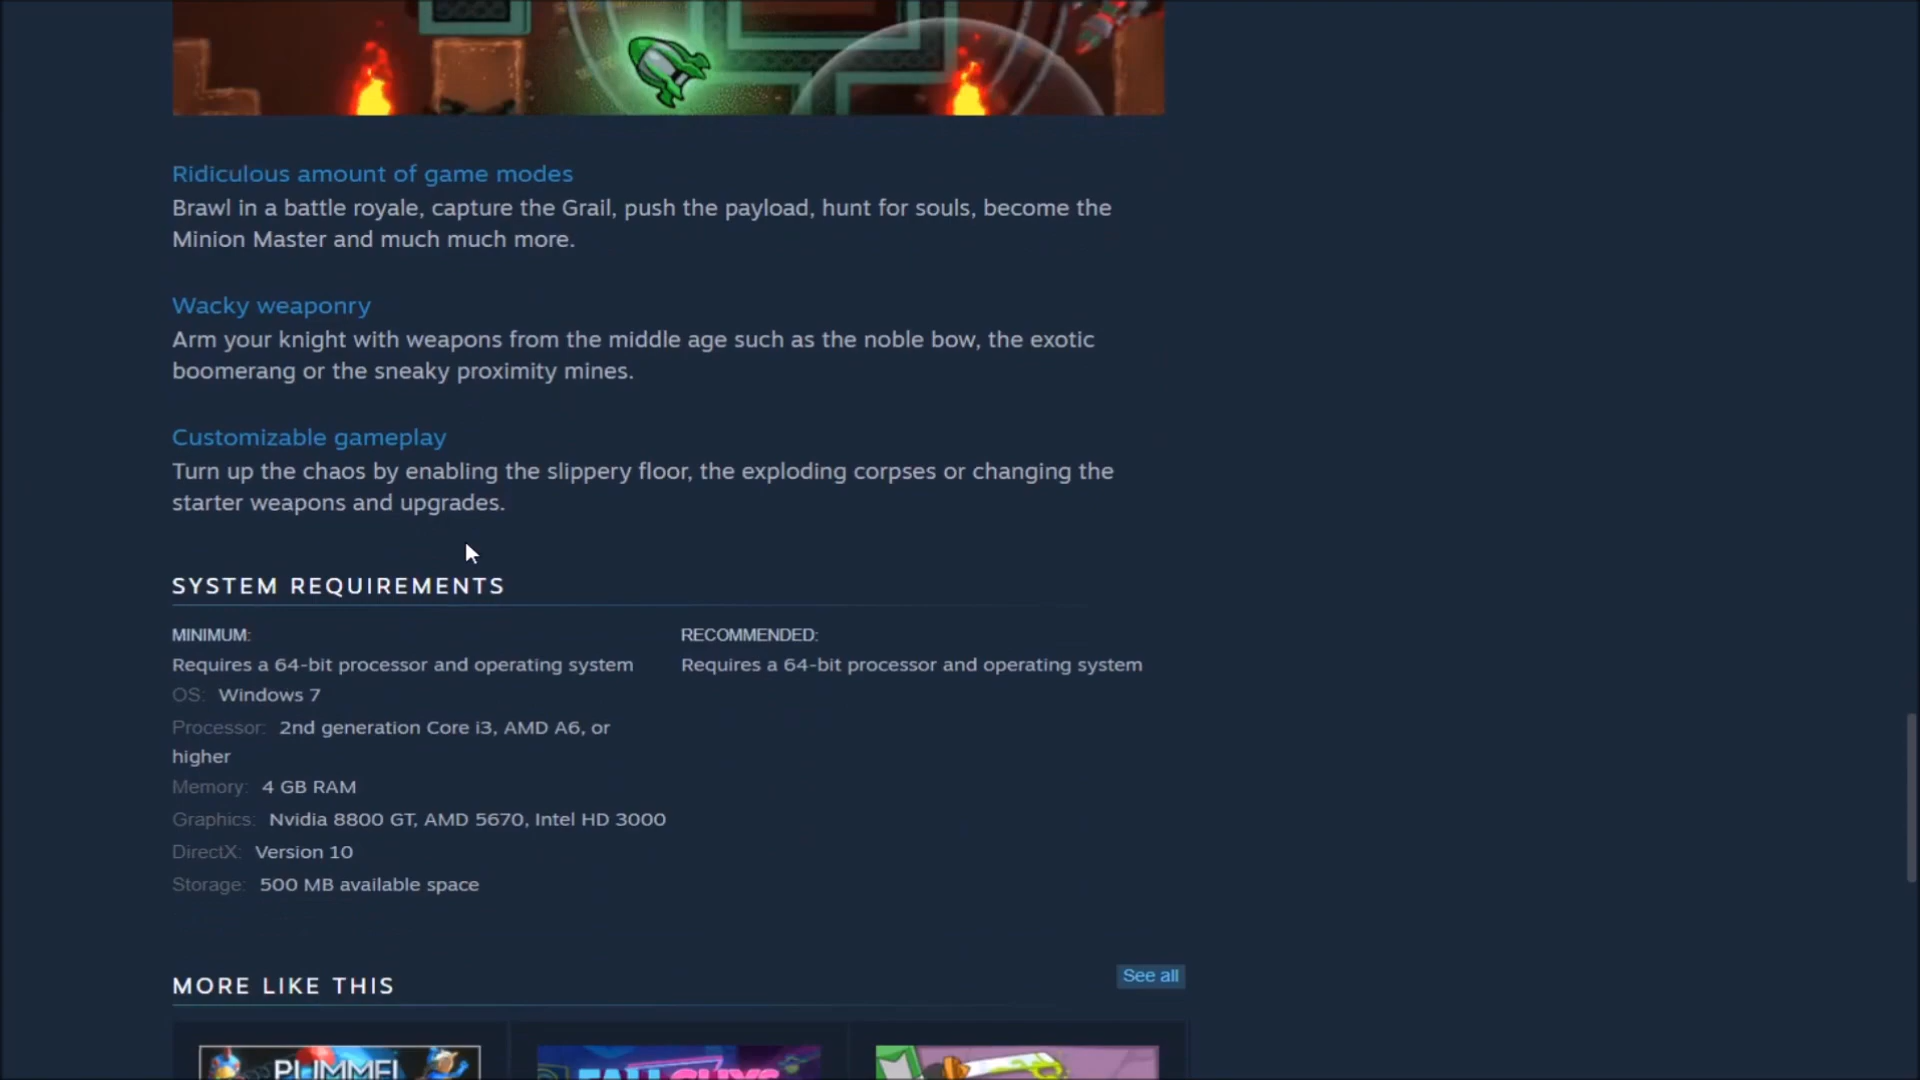 Ridiculous amount of game modes
Brawl in a battle royale, capture the Grail, push the payload, hunt for souls, become the
Minion Master and much much more.
Wacky weaponry
Arm your knight with weapons from the middle age such as the noble bow, the exotic
boomerang or the sneaky proximity mines.
Customizable gameplay
Turn up the chaos by enabling the slippery floor, the exploding corpses or changing the
starter weapons and upgrades.
SYSTEM REQUIREMENTS
MINIMUM:
Requires a 64-bit processor and operating system
OS: Windows 7
Processor: 2nd generation Core i3, AMD A6, or
higher
Memory: 4 GB RAM
Graphics: Nvidia 8800 GT, AMD 5670, Intel HD 3000
DirectX: Version 10
Storage: 500 MB available space
RECOMMENDED:
Requires a 64-bit processor and operating system
MORE LIKE THIS
See all
PUMMEL
FALL GUYS